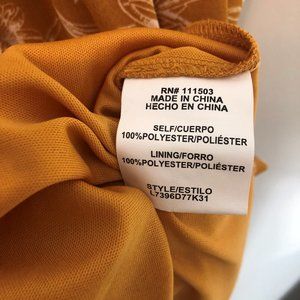 RN# 111503
MADE IN CHINA
HECHO EN CHINA
SELF/CUERPO
100%POLYESTER/POLIÉSTER
LINING/FORRO
100%POLYESTER/POLIÉSTER
STYLE/ESTILO
L7396D77K31